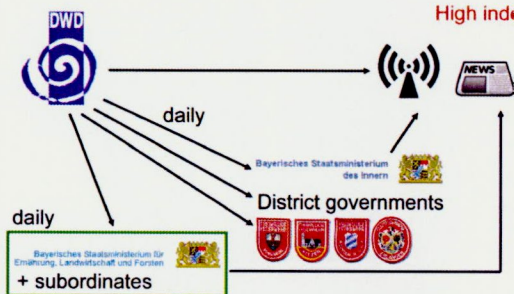 DWD
High inde
NEWS
daily
Bayerisches Staatsministerium
des Innern
District governments
daily
Bayerisches Staatsministerium für
Ernährung, Landwirtschaft und Forsten
+ subordinates